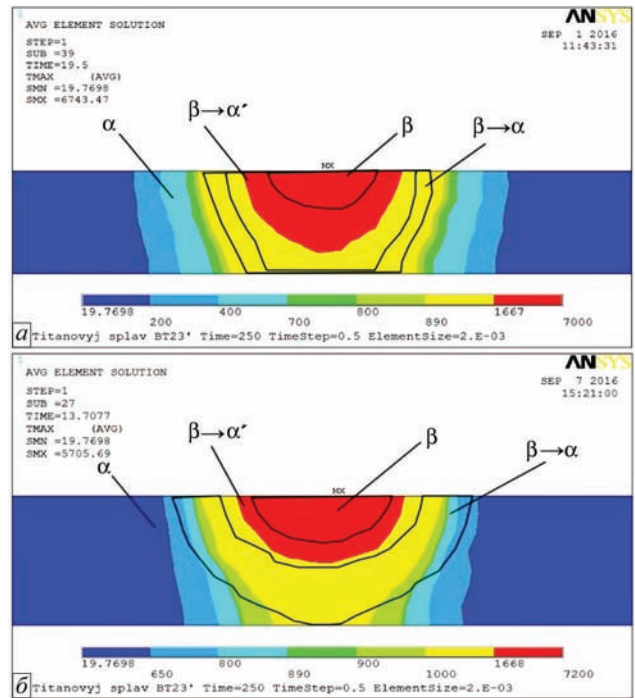 1
AVG ELEMENT SOLUTION
ANSYS
STEP=1
SUB =39
TIME=19.5
TMAX (AVG)
SMN =19.7698
SMX =6743.47
SEP 1 2016
11:43:31
α
β→α´
β
β→α
MX
19.7698 400 800 1667
200 700 890 7000
а Titanovyj splav BT23' Time=250 TimeStep=0.5 ElementSize=2.E-03
1
AVG ELEMENT SOLUTION
ANSYS
STEP=1
SUB =27
TIME=13.7077
TMAX (AVG)
SMN =19.7698
SMX =5705.69
SEP 7 2016
15:21:00
α
β→α´
β
β→α
MX
19.7698 800 900 1668
650 890 1000 7200
б Titanovyj splav BT23' Time=250 TimeStep=0.5 ElementSize=2.E-03